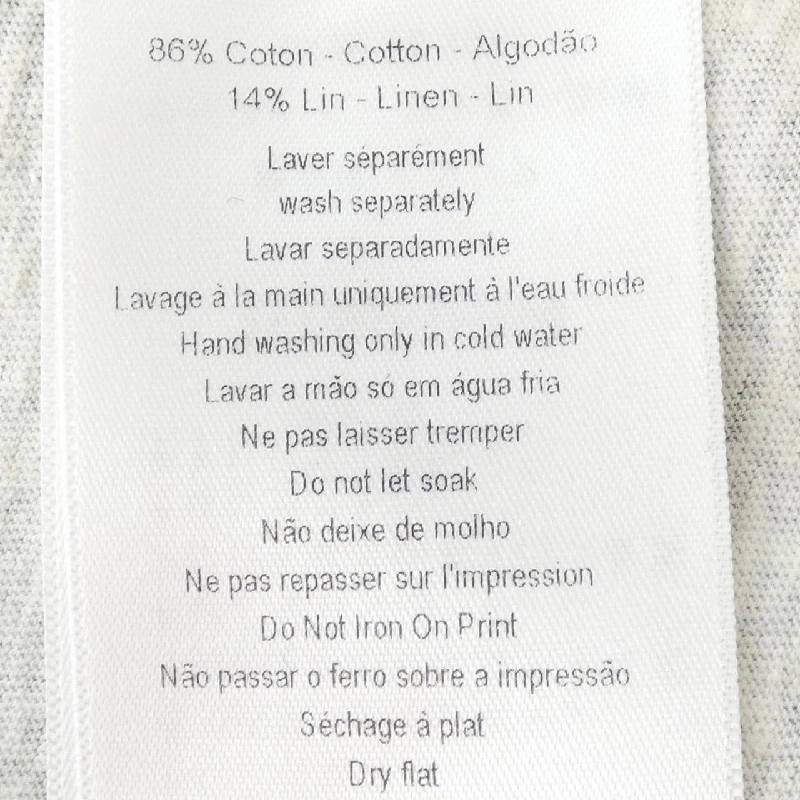 86% Coton - Cotton - Algodão
14% Lin - Linen - Lin
Laver séparément
wash separately
Lavar separadamente
Lavage à la main uniquement à l'eau froide
Hand washing only in cold water
Lavar a mão só em água fria
Ne pas laisser tremper
Do not let soak
Não deixe de molho
Ne pas repasser sur l'impression
Do Not Iron On Print
Não passar o ferro sobre a impressão
Séchage à plat
Dry flat